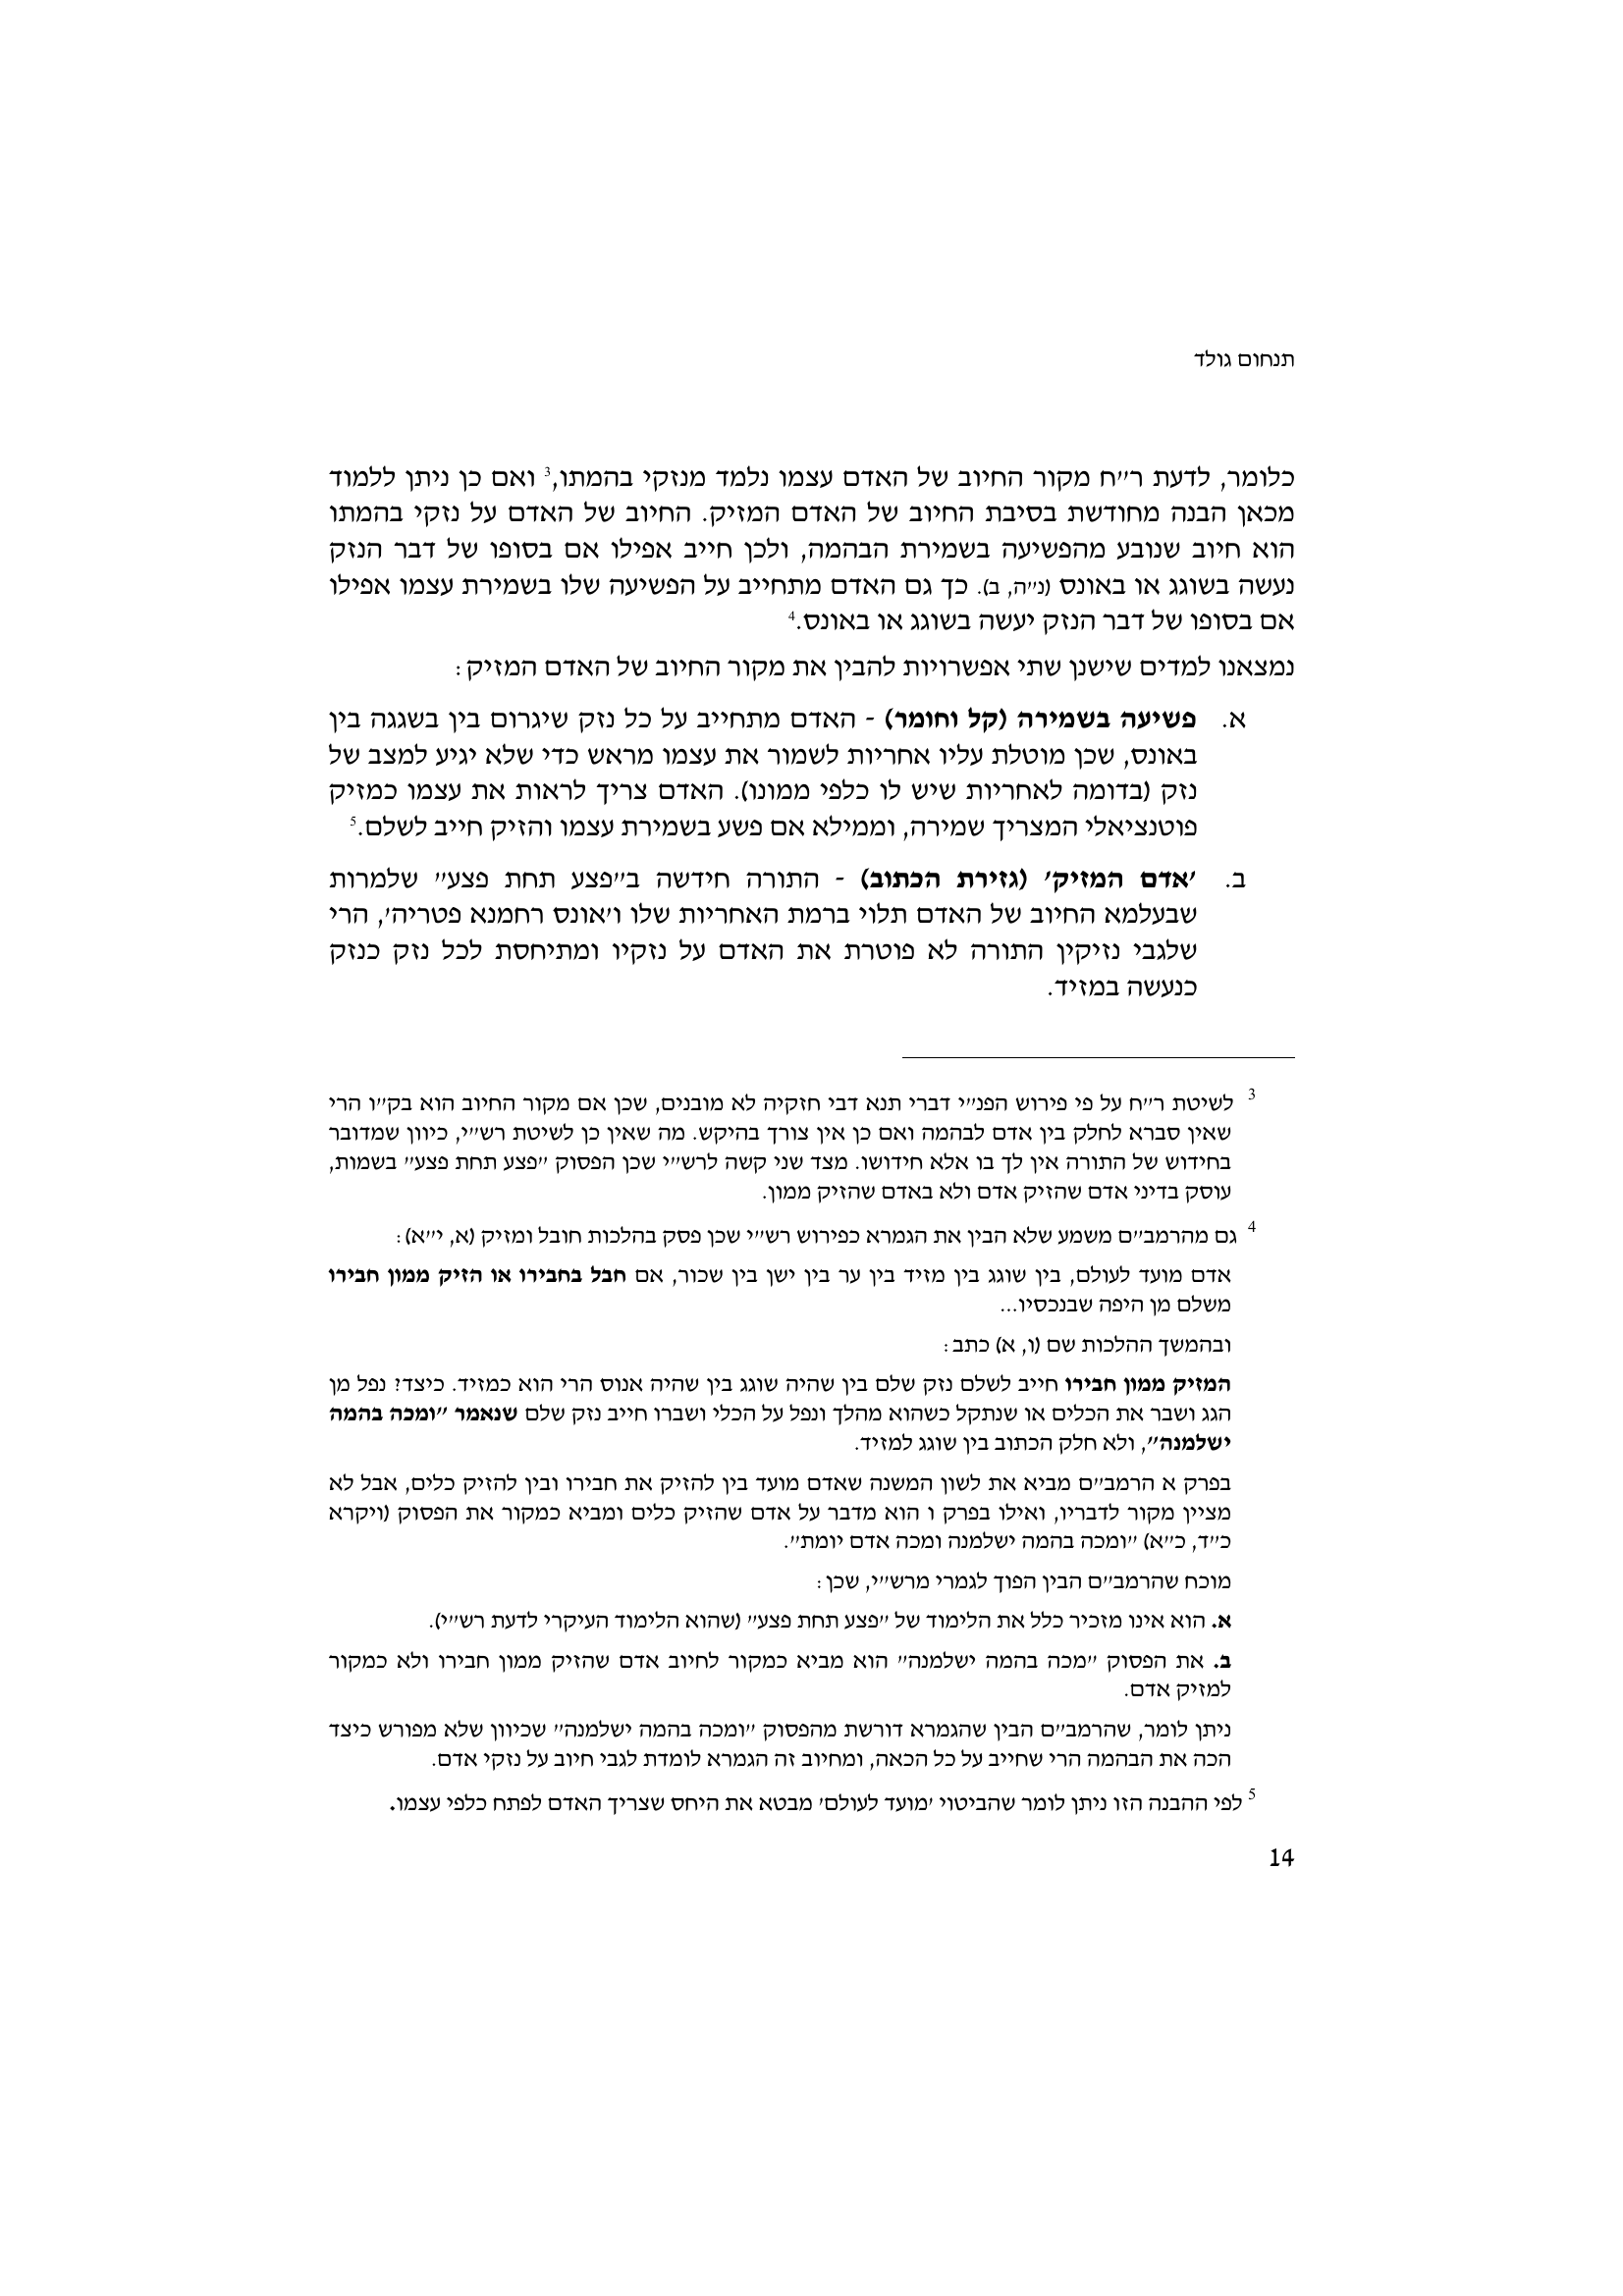 תנחום גולד
כלומר, לדעת ר״ח מקור החיוב של האדם עצמו נלמד מנזקי בהמתו,3 ואם כן ניתן ללמוד
מכאן הבנה מחודשת בסיבת החיוב של האדם המזיק. החיוב של האדם על נזקי בהמתו
הוא חיוב שנובע מהפשיעה בשמירת הבהמה, ולכן חייב אפילו אם בסופו של דבר הנזק
נעשה בשוגג או באונס (נ״ה, ב). כך גם האדם מתחייב על הפשיעה שלו בשמירת עצמו אפילו
אם בסופו של דבר הנזק יעשה בשוגג או באונס.4
נמצאנו למדים שישנן שתי אפשרויות להבין את מקור החיוב של האדם המזיק:
א. פשיעה בשמירה (קל וחומר) - האדם מתחייב על כל נזק שיגרום בין בשגגה בין
באונס, שכן מוטלת עליו אחריות לשמור את עצמו מראש כדי שלא יגיע למצב של
נזק (בדומה לאחריות שיש לו כלפי ממונו). האדם צריך לראות את עצמו כמזיק
פוטנציאלי המצריך שמירה, וממילא אם פשע בשמירת עצמו והזיק חייב לשלם.5
ב. ׳אדם המזיק׳ (גזירת הכתוב) - התורה חידשה ב״פצע תחת פצע״ שלמרות
שבעלמא החיוב של האדם תלוי ברמת האחריות שלו ו׳אונס רחמנא פטריה׳, הרי
שלגבי נזיקין התורה לא פוטרת את האדם על נזקיו ומתיחסת לכל נזק כנזק
כנעשה במזיד.
3 לשיטת ר״ח על פי פירוש הפנ״י דברי תנא דבי חזקיה לא מובנים, שכן אם מקור החיוב הוא בק״ו הרי
שאין סברא לחלק בין אדם לבהמה ואם כן אין צורך בהיקש. מה שאין כן לשיטת רש״י, כיוון שמדובר
בחידוש של התורה אין לך בו אלא חידושו. מצד שני קשה לרש״י שכן הפסוק ״פצע תחת פצע״ בשמות,
עוסק בדיני אדם שהזיק אדם ולא באדם שהזיק ממון.
4 גם מהרמב״ם משמע שלא הבין את הגמרא כפירוש רש״י שכן פסק בהלכות חובל ומזיק (א, י״א):
אדם מועד לעולם, בין שוגג בין מזיד בין ער בין ישן בין שכור, אם חבל בחבירו או הזיק ממון חבירו
משלם מן היפה שבנכסיו...
ובהמשך ההלכות שם (ו, א) כתב:
המזיק ממון חבירו חייב לשלם נזק שלם בין שהיה שוגג בין שהיה אנוס הרי הוא כמזיד. כיצד? נפל מן
הגג ושבר את הכלים או שנתקל כשהוא מהלך ונפל על הכלי ושברו חייב נזק שלם שנאמר ״ומכה בהמה
ישלמנה״, ולא חלק הכתוב בין שוגג למזיד.
בפרק א הרמב״ם מביא את לשון המשנה שאדם מועד בין להזיק את חבירו ובין להזיק כלים, אבל לא
מציין מקור לדבריו, ואילו בפרק ו הוא מדבר על אדם שהזיק כלים ומביא כמקור את הפסוק (ויקרא
כ״ד, כ״א) ״ומכה בהמה ישלמנה ומכה אדם יומת״.
מוכח שהרמב״ם הבין הפוך לגמרי מרש״י, שכן:
א. הוא אינו מזכיר כלל את הלימוד של ״פצע תחת פצע״ (שהוא הלימוד העיקרי לדעת רש״י).
ב. את הפסוק ״מכה בהמה ישלמנה״ הוא מביא כמקור לחיוב אדם שהזיק ממון חבירו ולא כמקור
למזיק אדם.
ניתן לומר, שהרמב״ם הבין שהגמרא דורשת מהפסוק ״ומכה בהמה ישלמנה״ שכיוון שלא מפורש כיצד
הכה את הבהמה הרי שחייב על כל הכאה, ומחיוב זה הגמרא לומדת לגבי חיוב על נזקי אדם.
5 לפי ההבנה הזו ניתן לומר שהביטוי ׳מועד לעולם׳ מבטא את היחס שצריך האדם לפתח כלפי עצמו.
14